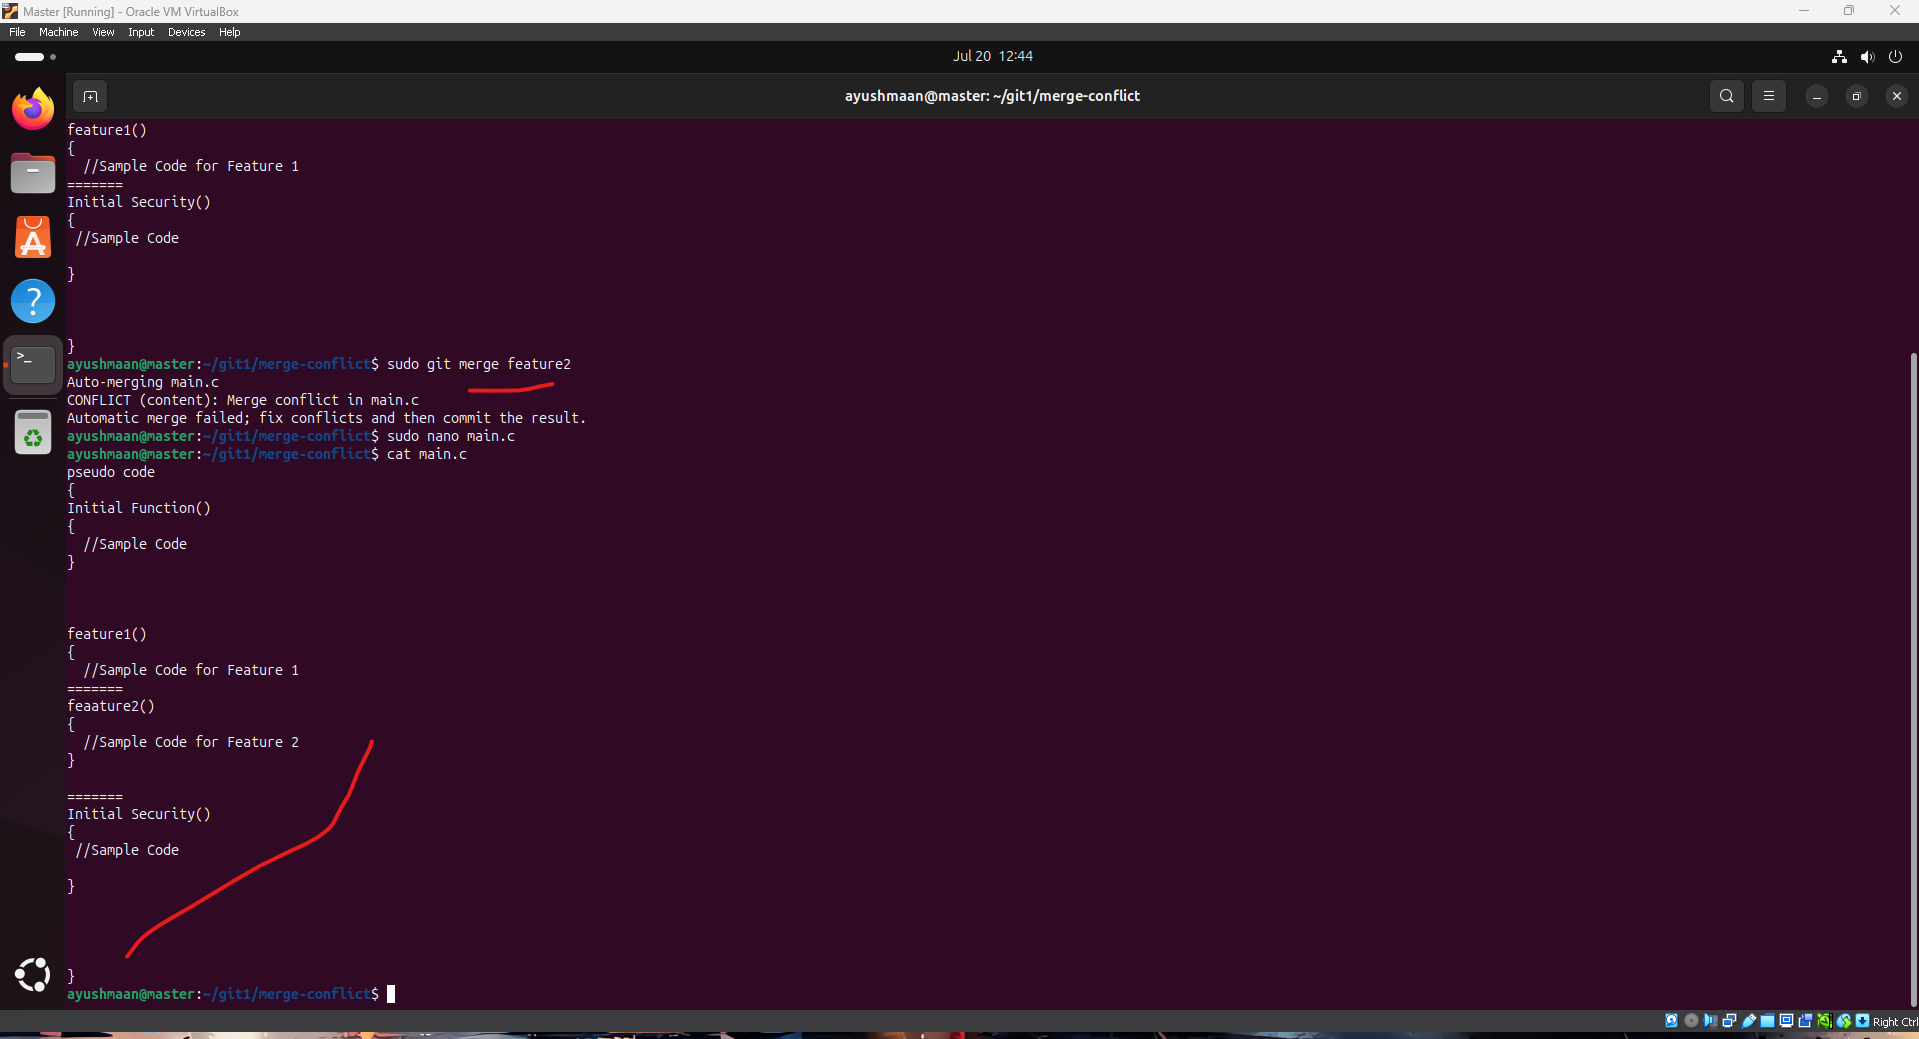 Master [Running] - Oracle VM VirtualBox
File Machine View Input Devices Help
Jul 20 12:44
ayushmaan@master: ~/git1/merge-conflict
feature1()
{
  //Sample Code for Feature 1
=======
Initial Security()
{
 //Sample Code
}
}
ayushmaan@master:~/git1/merge-conflict$ sudo git merge feature2
Auto-merging main.c
CONFLICT (content): Merge conflict in main.c
Automatic merge failed; fix conflicts and then commit the result.
ayushmaan@master:~/git1/merge-conflict$ sudo nano main.c
ayushmaan@master:~/git1/merge-conflict$ cat main.c
pseudo code
{
Initial Function()
{
  //Sample Code
}
feature1()
{
  //Sample Code for Feature 1
=======
feaature2()
{
  //Sample Code for Feature 2
}
=======
Initial Security()
{
 //Sample Code
}
}
ayushmaan@master:~/git1/merge-conflict$
Right Ctrl